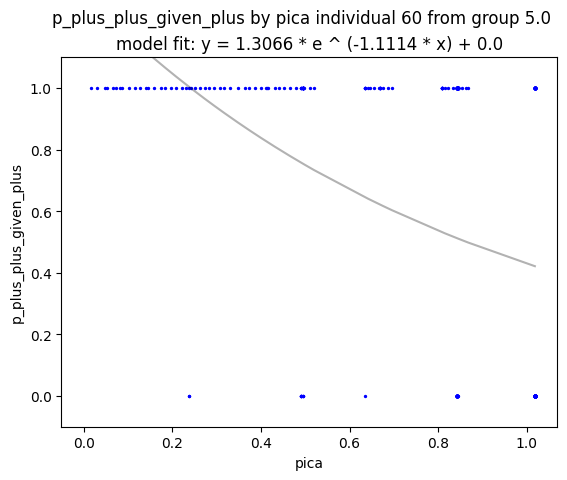 p_plus_plus_given_plus by pica individual 60 from group 5.0
model fit: y = 1.3066 * e ^ (-1.1114 * x) + 0.0
1.0
0.8
0.6
0.4
0.2
0.0
p_plus_plus_given_plus
0.0 0.2 0.4 0.6 0.8 1.0
pica